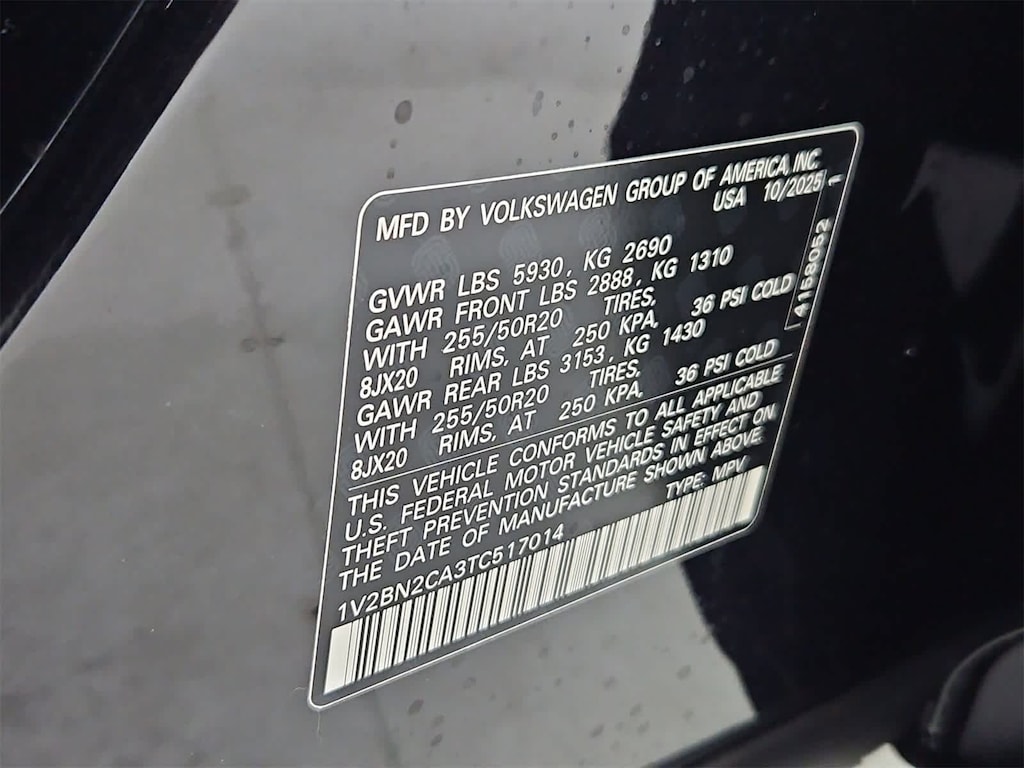 MFD BY VOLKSWAGEN GROUP OF AMERICA, INC.
USA 10/2025 1
GVWR LBS 5930, KG 2690
GAWR FRONT LBS 2888, KG 1310
WITH 255/50R20 TIRES,
8JX20 RIMS, AT 250 KPA, 36 PSI COLD
GAWR REAR LBS 3153, KG 1430
WITH 255/50R20 TIRES,
8JX20 RIMS, AT 250 KPA, 36 PSI COLD
4158052
THIS VEHICLE CONFORMS TO ALL APPLICABLE
U.S. FEDERAL MOTOR VEHICLE SAFETY AND
THEFT PREVENTION STANDARDS IN EFFECT ON
THE DATE OF MANUFACTURE SHOWN ABOVE.
1V2BN2CA3TC517014 TYPE: MPV